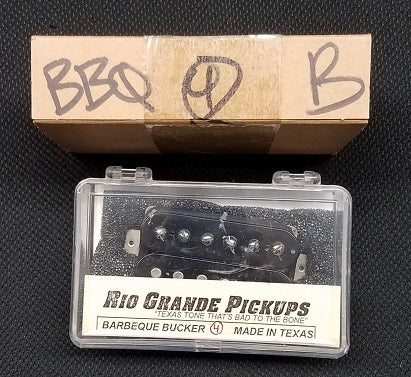 BBQ 4 B
RIO GRANDE PICKUPS
"TEXAS TONE THAT'S BAD TO THE BONE"
BARBEQUE BUCKER 4 MADE IN TEXAS